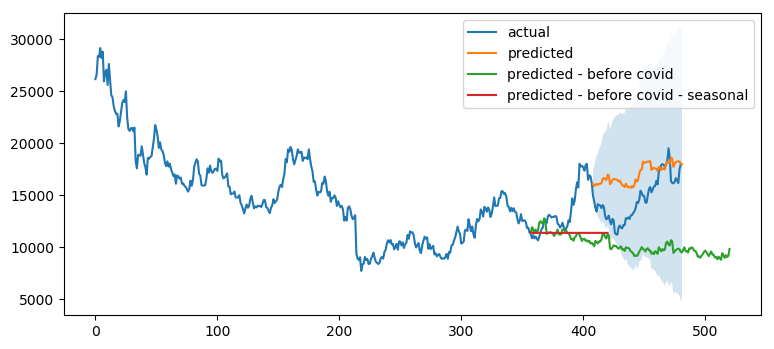 actual
predicted
predicted - before covid
predicted - before covid - seasonal
30000
25000
20000
15000
10000
5000
0 100 200 300 400 500